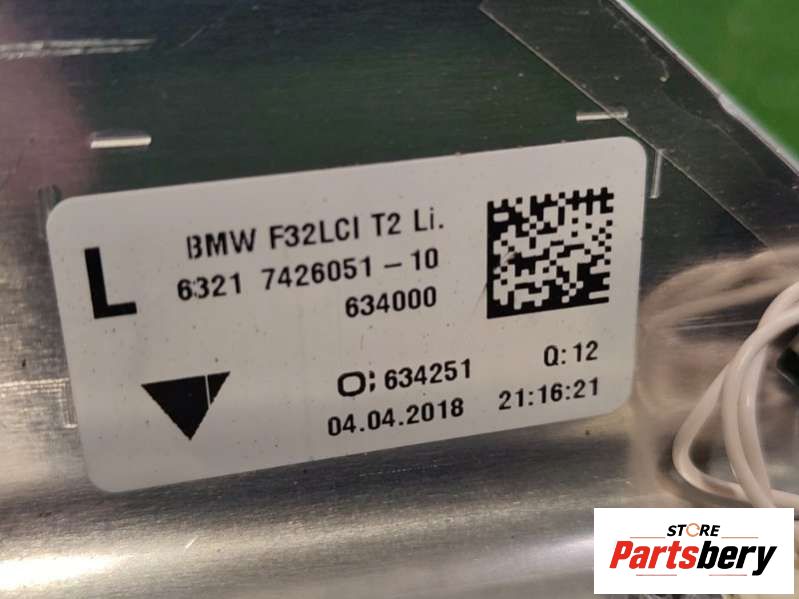 BMW F32LCI T2 Li.
L
6321 7426051-10
634000
O: 634251
Q: 12
04.04.2018
21:16:21
STORE
Partsbery